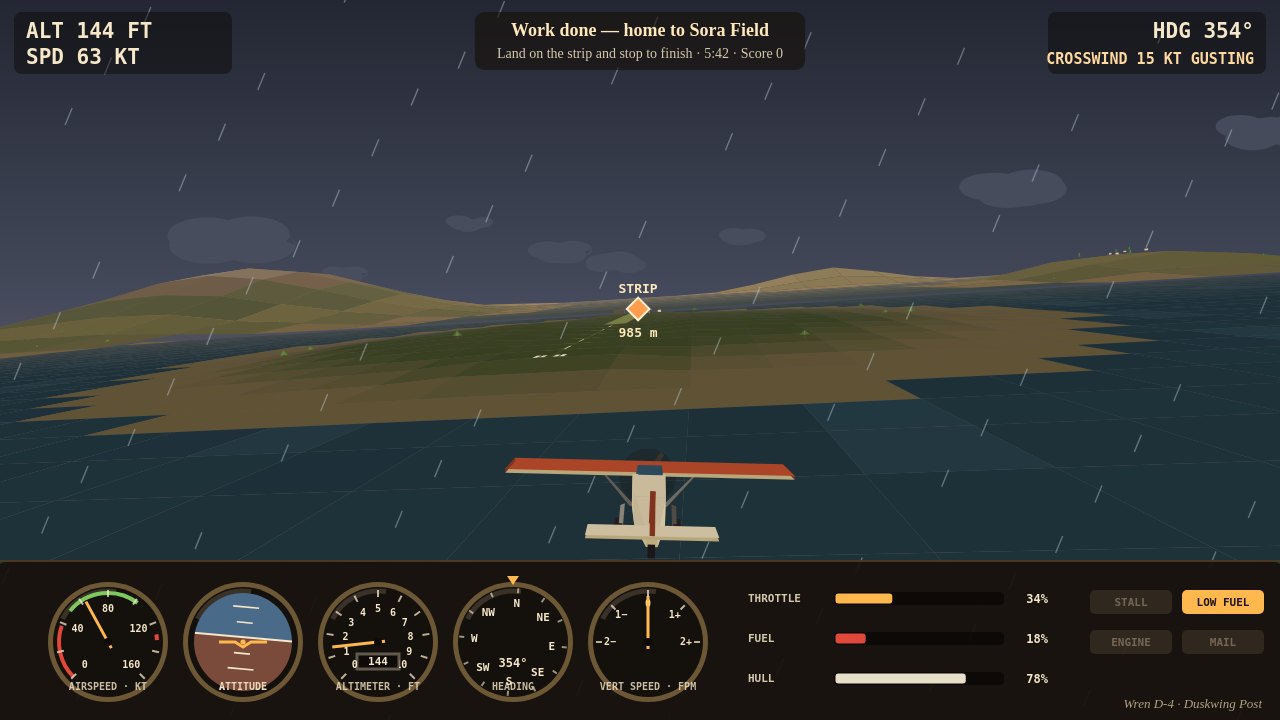 ALT 144 FT
SPD 63 KT
Work done — home to Sora Field
Land on the strip and stop to finish · 5:42 · Score 0
HDG 354°
CROSSWIND 15 KT GUSTING
STRIP
985 m
0 40 80 120 160
AIRSPEED · KT
ATTITUDE
0 1 2 3 4 5 6 7 8 9 10
144
ALTIMETER · FT
N NE E SE S SW W NW
354°
HEADING
2− 1− 0 1+ 2+
VERT SPEED · FPM
THROTTLE 34%
FUEL 18%
HULL 78%
STALL LOW FUEL
ENGINE MAIL
Wren D-4 · Duskwing Post